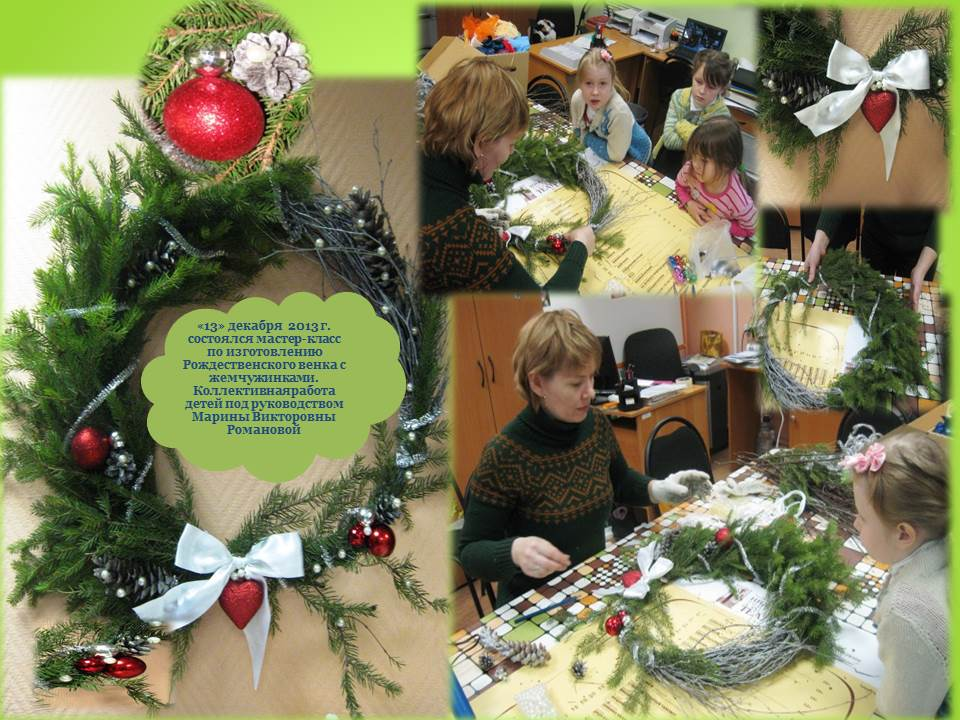 «13» декабря 2013 г.
состоялся мастер-класс
по изготовлению
Рождественского венка с
жемчужинками.
Коллективнаяработа
детей под руководством
Марины Викторовны
Романовой